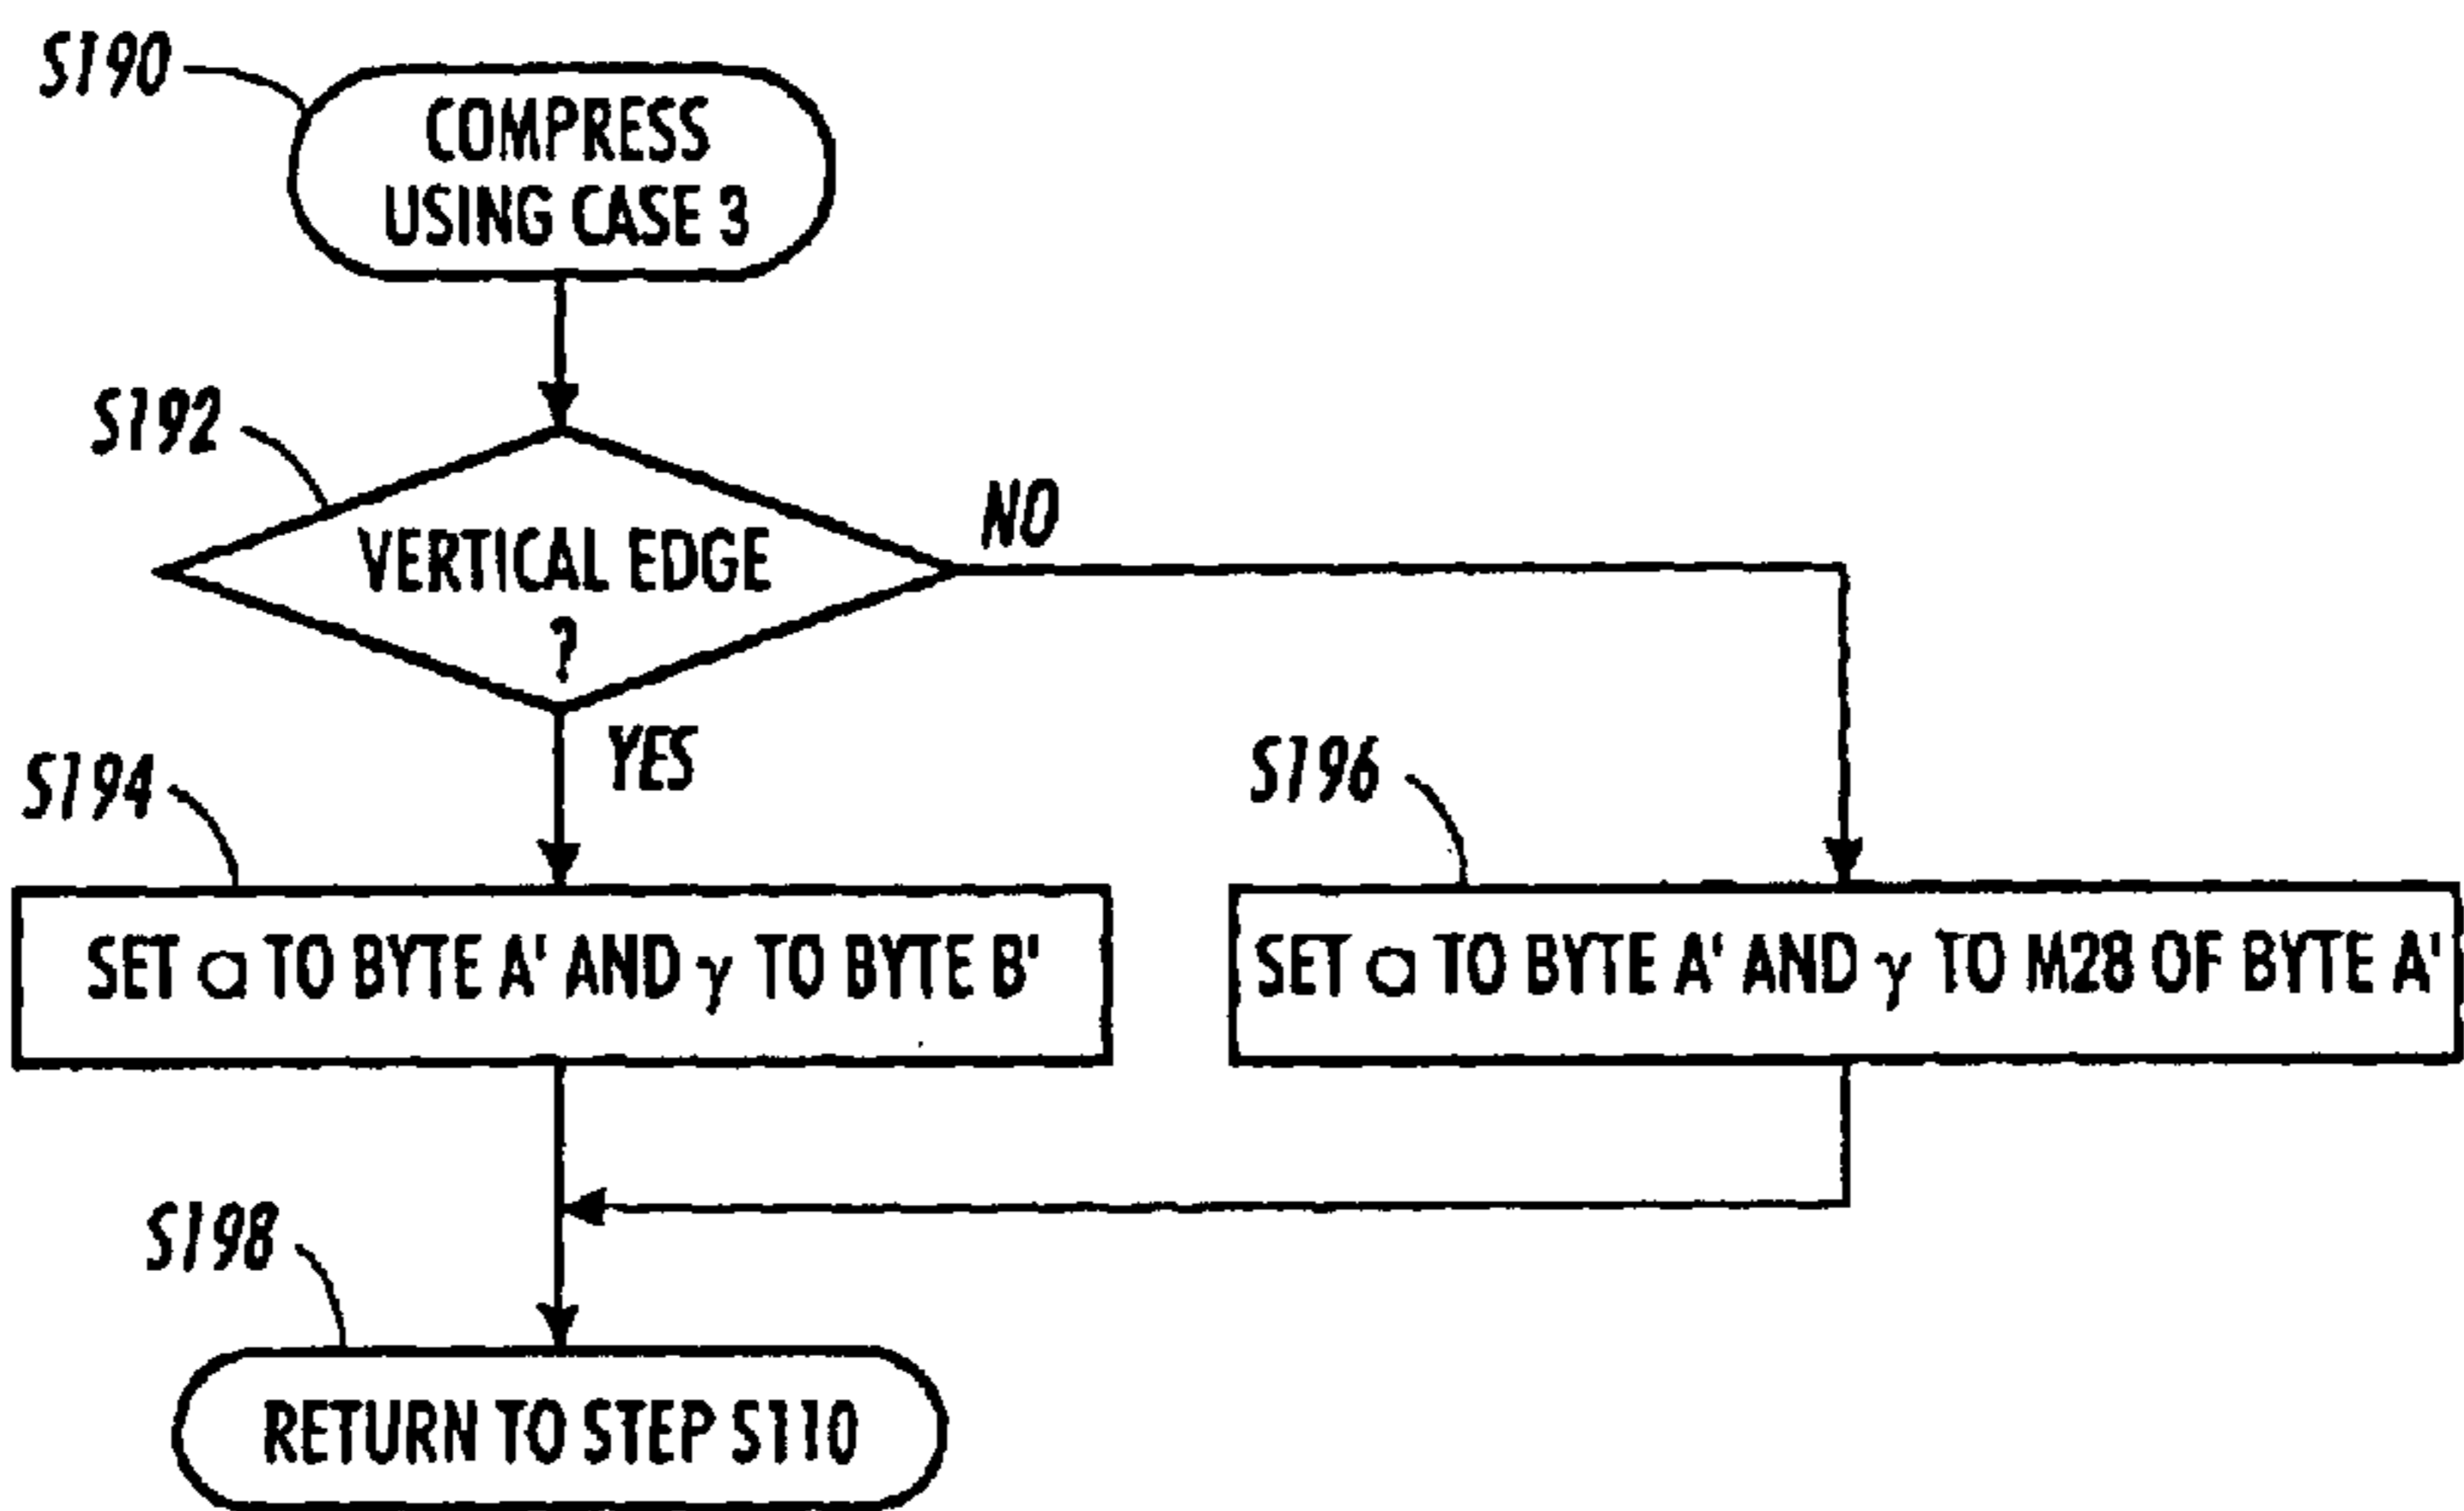 S190
COMPRESS
USING CASE 3
S192
VERTICAL EDGE
?
NO
YES
S194
SET α TO BYTE A' AND γ TO BYTE B'
S196
SET α TO BYTE A' AND γ TO M28 OF BYTE A'
S198
RETURN TO STEP S110